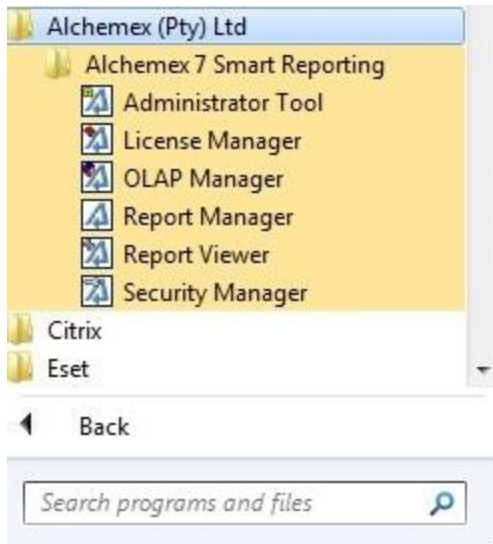 Alchemex (Pty) Ltd
Alchemex 7 Smart Reporting
Administrator Tool
License Manager
OLAP Manager
Report Manager
Report Viewer
Security Manager
Citrix
Eset
Back
Search programs and files